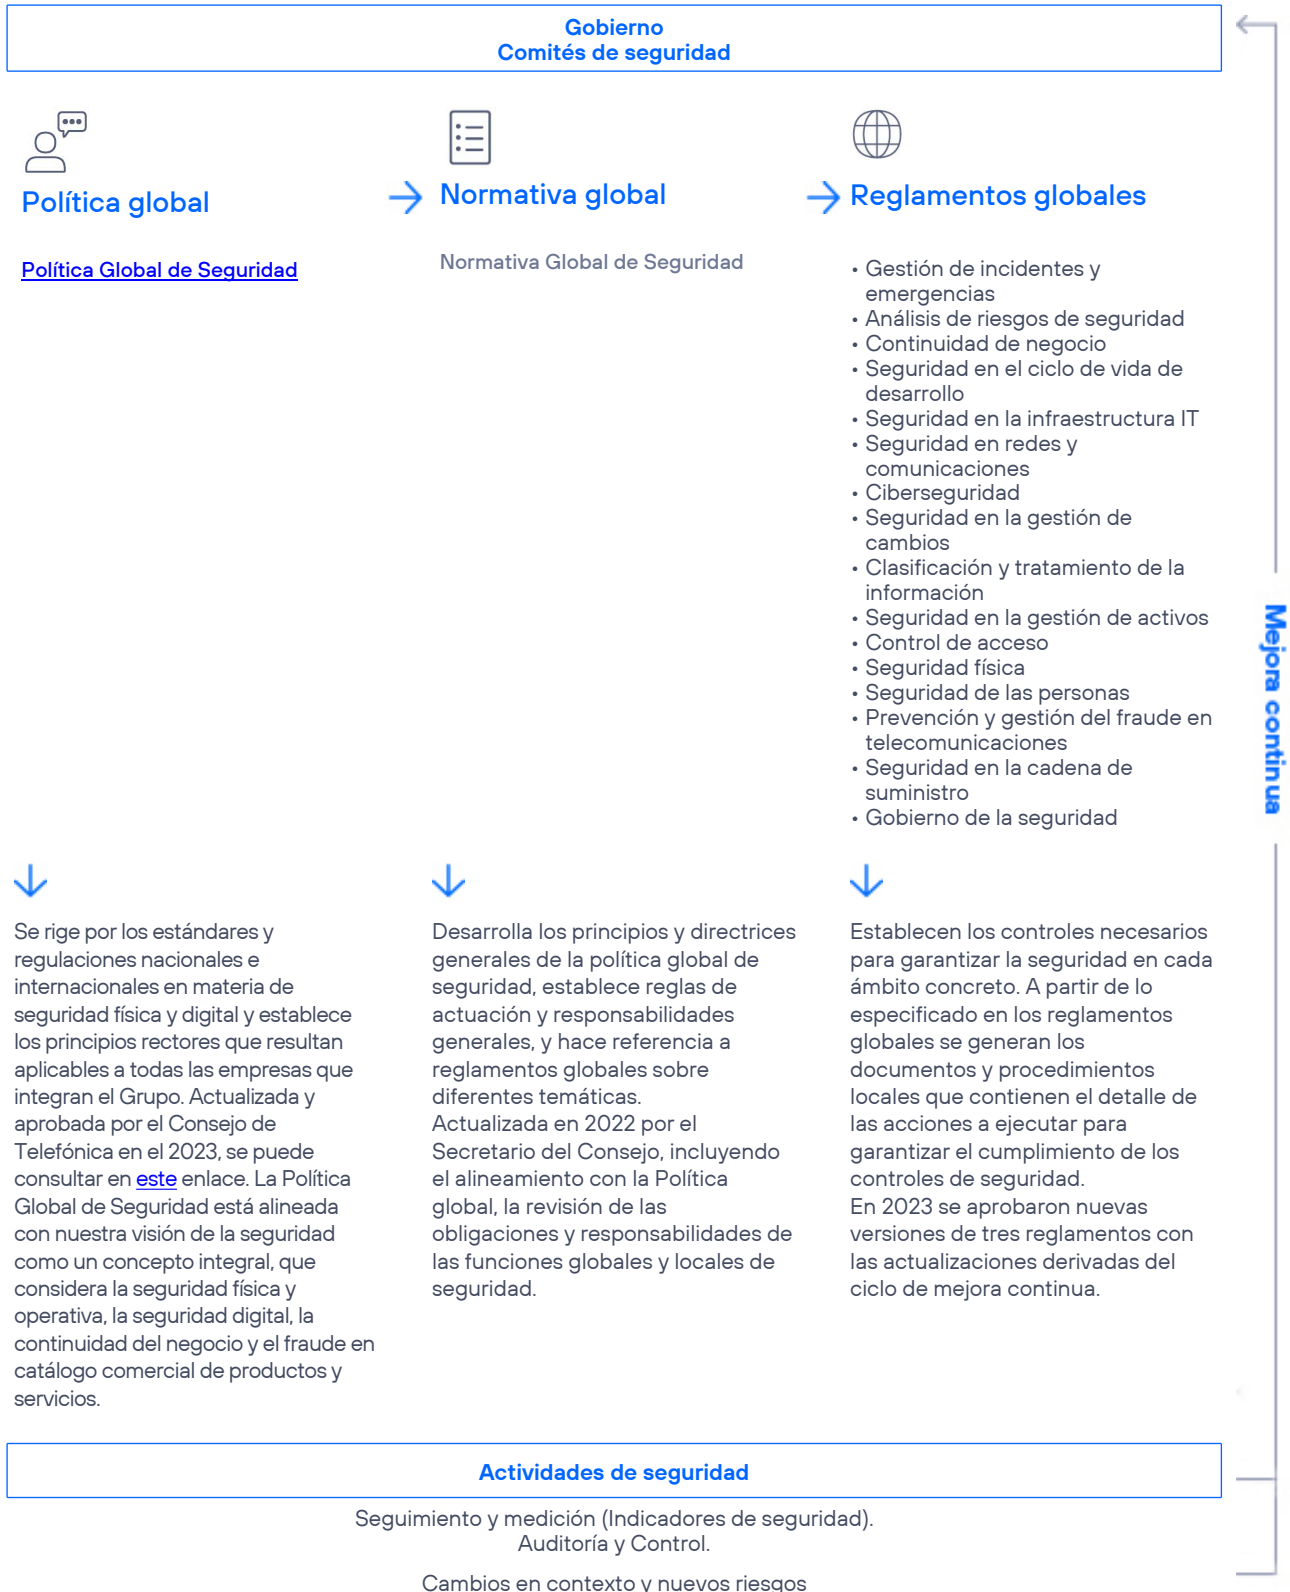 Gobierno
Comités de seguridad
Política global
Política Global de Seguridad
Normativa global
Normativa Global de Seguridad
Reglamentos globales
• Gestión de incidentes y
emergencias
• Análisis de riesgos de seguridad
• Continuidad de negocio
• Seguridad en el ciclo de vida de
desarrollo
• Seguridad en la infraestructura IT
• Seguridad en redes y
comunicaciones
• Ciberseguridad
• Seguridad en la gestión de
cambios
• Clasificación y tratamiento de la
información
• Seguridad en la gestión de activos
• Control de acceso
• Seguridad física
• Seguridad de las personas
• Prevención y gestión del fraude en
telecomunicaciones
• Seguridad en la cadena de
suministro
• Gobierno de la seguridad
Se rige por los estándares y
regulaciones nacionales e
internacionales en materia de
seguridad física y digital y establece
los principios rectores que resultan
aplicables a todas las empresas que
integran el Grupo. Actualizada y
aprobada por el Consejo de
Telefónica en el 2023, se puede
consultar en este enlace. La Política
Global de Seguridad está alineada
con nuestra visión de la seguridad
como un concepto integral, que
considera la seguridad física y
operativa, la seguridad digital, la
continuidad del negocio y el fraude en
catálogo comercial de productos y
servicios.
Desarrolla los principios y directrices
generales de la política global de
seguridad, establece reglas de
actuación y responsabilidades
generales, y hace referencia a
reglamentos globales sobre
diferentes temáticas.
Actualizada en 2022 por el
Secretario del Consejo, incluyendo
el alineamiento con la Política
global, la revisión de las
obligaciones y responsabilidades de
las funciones globales y locales de
seguridad.
Establecen los controles necesarios
para garantizar la seguridad en cada
ámbito concreto. A partir de lo
especificado en los reglamentos
globales se generan los
documentos y procedimientos
locales que contienen el detalle de
las acciones a ejecutar para
garantizar el cumplimiento de los
controles de seguridad.
En 2023 se aprobaron nuevas
versiones de tres reglamentos con
las actualizaciones derivadas del
ciclo de mejora continua.
Mejora continua
Actividades de seguridad
Seguimiento y medición (Indicadores de seguridad).
Auditoría y Control.
Cambios en contexto y nuevos riesgos